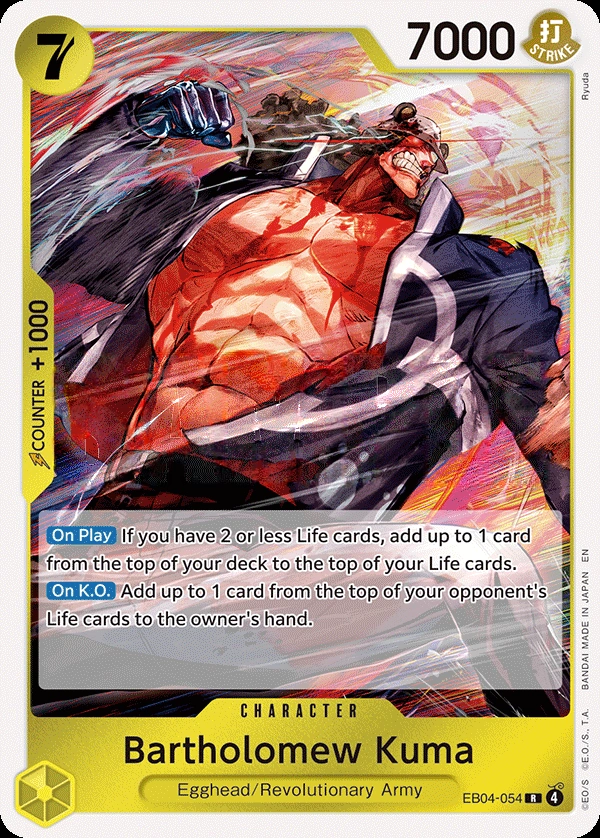 7
7000
打
STRIKE
Ryuda
COUNTER +1000
On Play If you have 2 or less Life cards, add up to 1 card
from the top of your deck to the top of your Life cards.
On K.O. Add up to 1 card from the top of your opponent's
Life cards to the owner's hand.
©E/S ©E.O./S., T.A. BANDAI MADE IN JAPAN EN
CHARACTER
Bartholomew Kuma
Egghead/Revolutionary Army
EB04-054 R 4